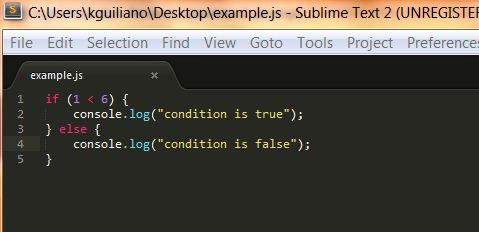 C:\Users\kguiliano\Desktop\example.js - Sublime Text 2 (UNREGISTER
File Edit Selection Find View Goto Tools Project Preferences
example.js ×
1 if (1 < 6) {
2     console.log("condition is true");
3 } else {
4     console.log("condition is false");
5 }